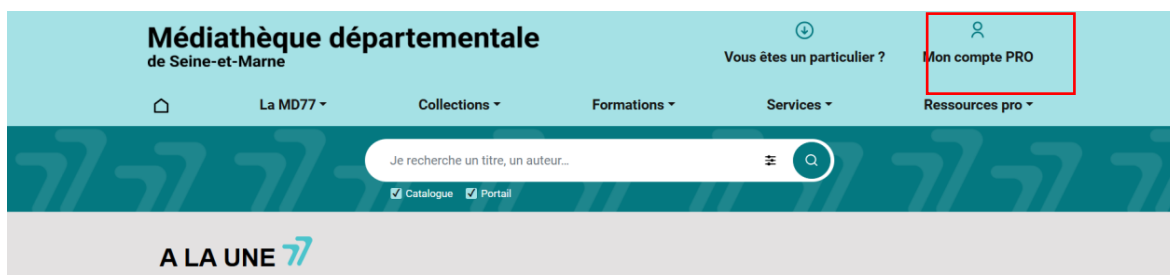 Médiathèque départementale
de Seine-et-Marne
Vous êtes un particulier ?
Mon compte PRO
La MD77
Collections
Formations
Services
Ressources pro
Je recherche un titre, un auteur...
Catalogue
Portail
A LA UNE 77